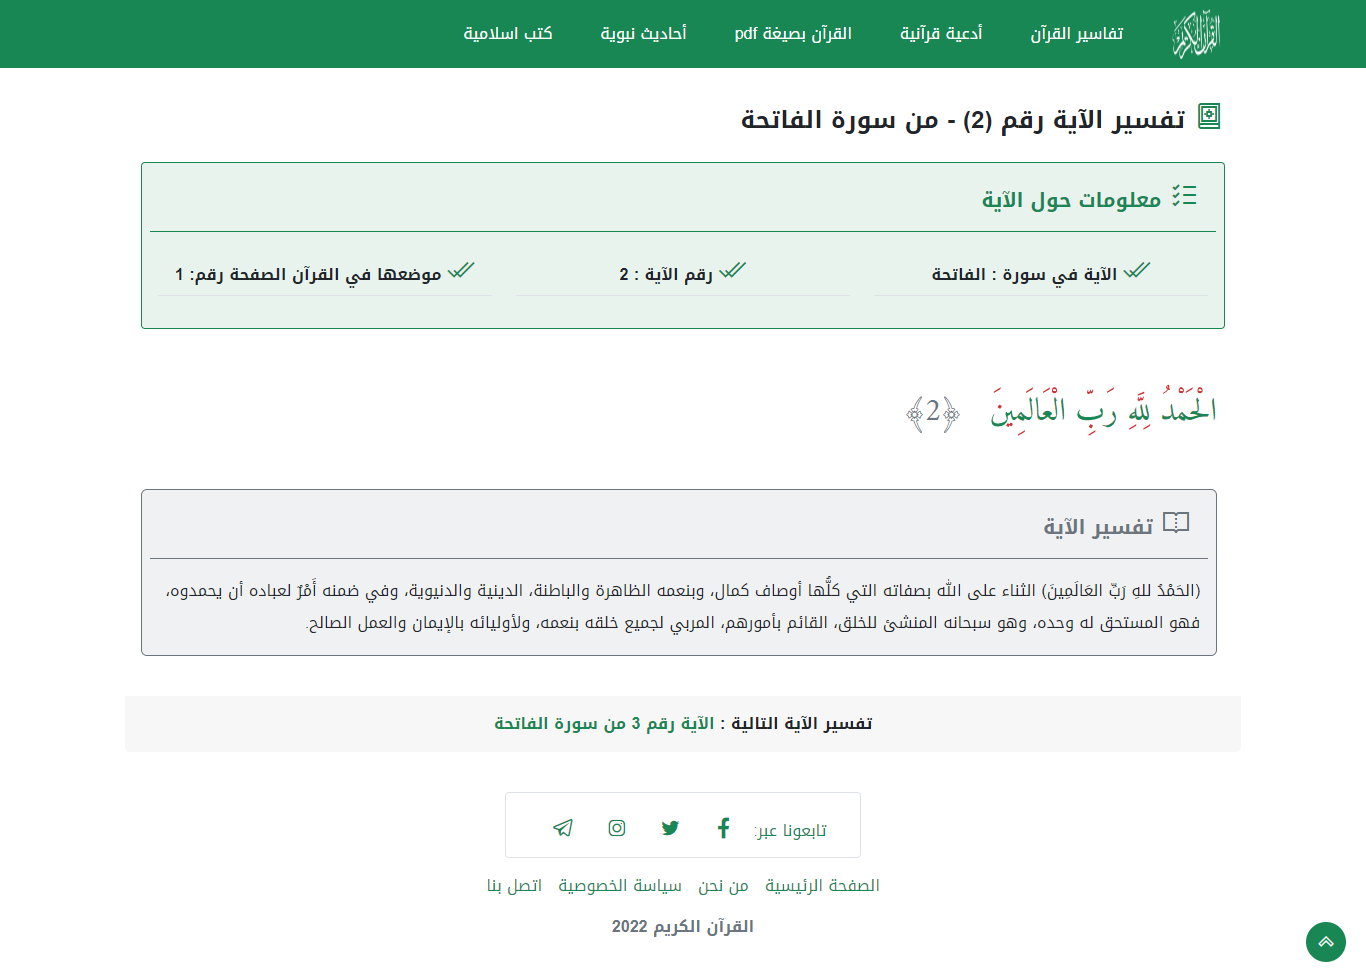 القرآن الكريم
تفاسير القرآن
أدعية قرآنية
القرآن بصيغة pdf
أحاديث نبوية
كتب اسلامية
تفسير الآية رقم (2) - من سورة الفاتحة
معلومات حول الآية
الآية في سورة : الفاتحة
رقم الآية : 2
موضعها في القرآن الصفحة رقم: 1
الْحَمْدُ لِلَّهِ رَبِّ الْعَالَمِينَ ﴿2﴾
تفسير الآية
(الحَمْدُ للهِ رَبِّ العَالَمِينَ) الثناء على الله بصفاته التي كلُّها أوصاف كمال، وبنعمه الظاهرة والباطنة، الدينية والدنيوية، وفي ضمنه أَمْرٌ لعباده أن يحمدوه،
فهو المستحق له وحده، وهو سبحانه المنشئ للخلق، القائم بأمورهم، المربي لجميع خلقه بنعمه، ولأوليائه بالإيمان والعمل الصالح.
تفسير الآية التالية : الآية رقم 3 من سورة الفاتحة
تابعونا عبر:
الصفحة الرئيسية
من نحن
سياسة الخصوصية
اتصل بنا
القرآن الكريم 2022